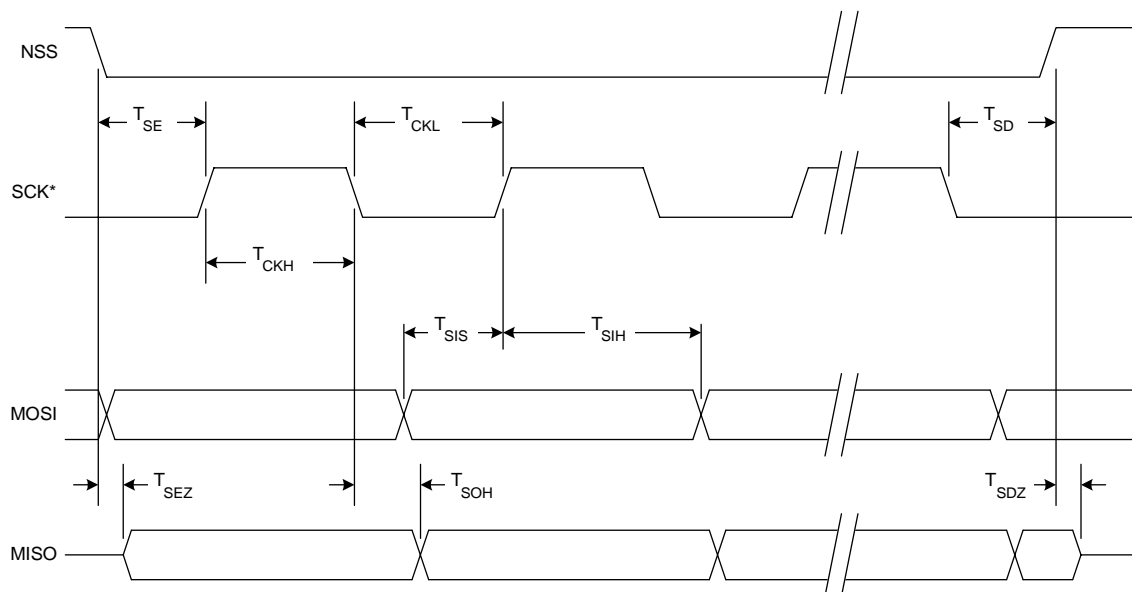 NSS
T_SE
T_CKL
T_SD
SCK*
T_CKH
T_SIS
T_SIH
MOSI
T_SEZ
T_SOH
T_SDZ
MISO